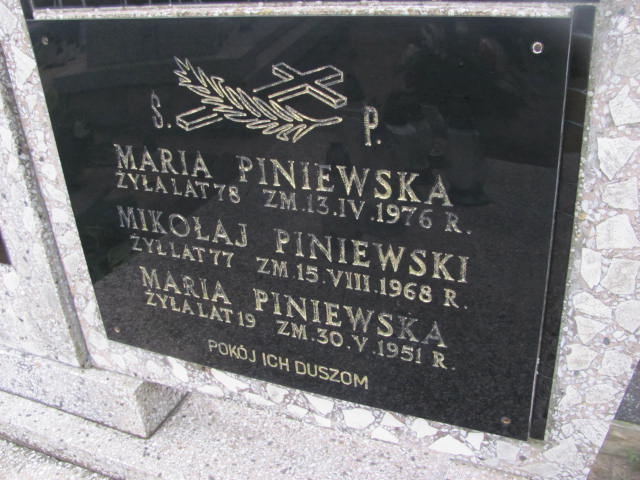 Ś. P.
MARIA PINIEWSKA
ŻYŁA LAT 78 ZM. 13. IV. 1976 R.
MIKOŁAJ PINIEWSKI
ŻYŁ LAT 77 ZM. 15. VIII. 1968 R.
MARIA PINIEWSKA
ŻYŁA LAT 19 ZM. 30. V. 1951 R.
POKÓJ ICH DUSZOM